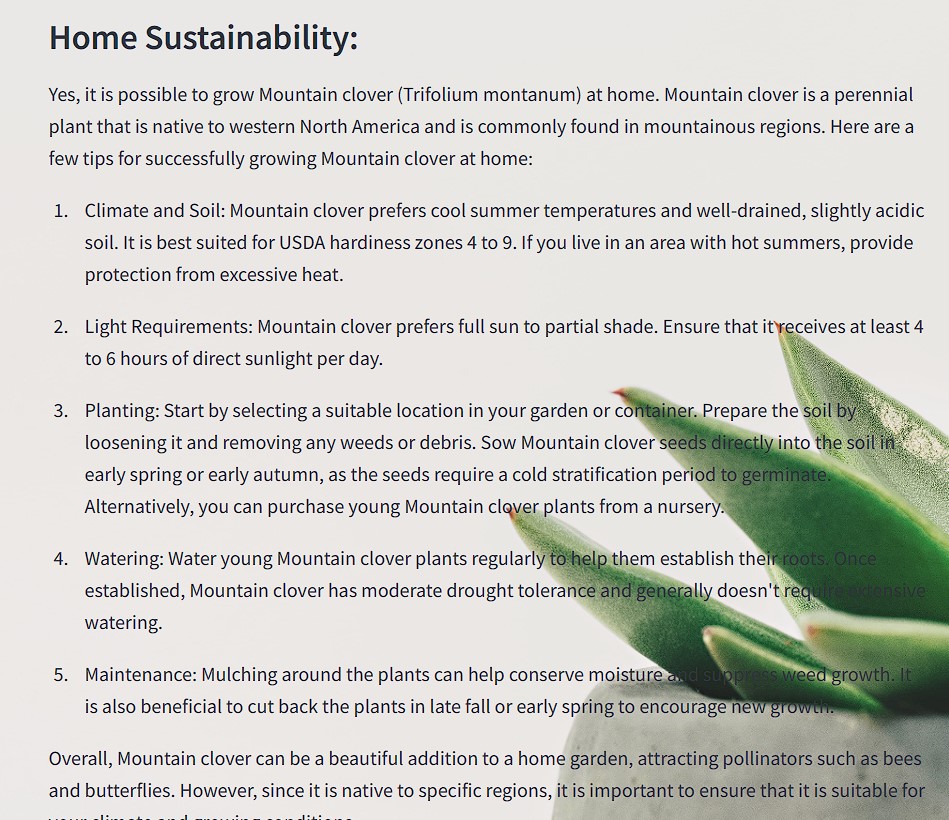 Home Sustainability:
Yes, it is possible to grow Mountain clover (Trifolium montanum) at home. Mountain clover is a perennial
plant that is native to western North America and is commonly found in mountainous regions. Here are a
few tips for successfully growing Mountain clover at home:
1. Climate and Soil: Mountain clover prefers cool summer temperatures and well-drained, slightly acidic
soil. It is best suited for USDA hardiness zones 4 to 9. If you live in an area with hot summers, provide
protection from excessive heat.
2. Light Requirements: Mountain clover prefers full sun to partial shade. Ensure that it receives at least 4
to 6 hours of direct sunlight per day.
3. Planting: Start by selecting a suitable location in your garden or container. Prepare the soil by
loosening it and removing any weeds or debris. Sow Mountain clover seeds directly into the soil in
early spring or early autumn, as the seeds require a cold stratification period to germinate.
Alternatively, you can purchase young Mountain clover plants from a nursery.
4. Watering: Water young Mountain clover plants regularly to help them establish their roots. Once
established, Mountain clover has moderate drought tolerance and generally doesn't require extensive
watering.
5. Maintenance: Mulching around the plants can help conserve moisture and suppress weed growth. It
is also beneficial to cut back the plants in late fall or early spring to encourage new growth.
Overall, Mountain clover can be a beautiful addition to a home garden, attracting pollinators such as bees
and butterflies. However, since it is native to specific regions, it is important to ensure that it is suitable for
your climate and growing conditions.